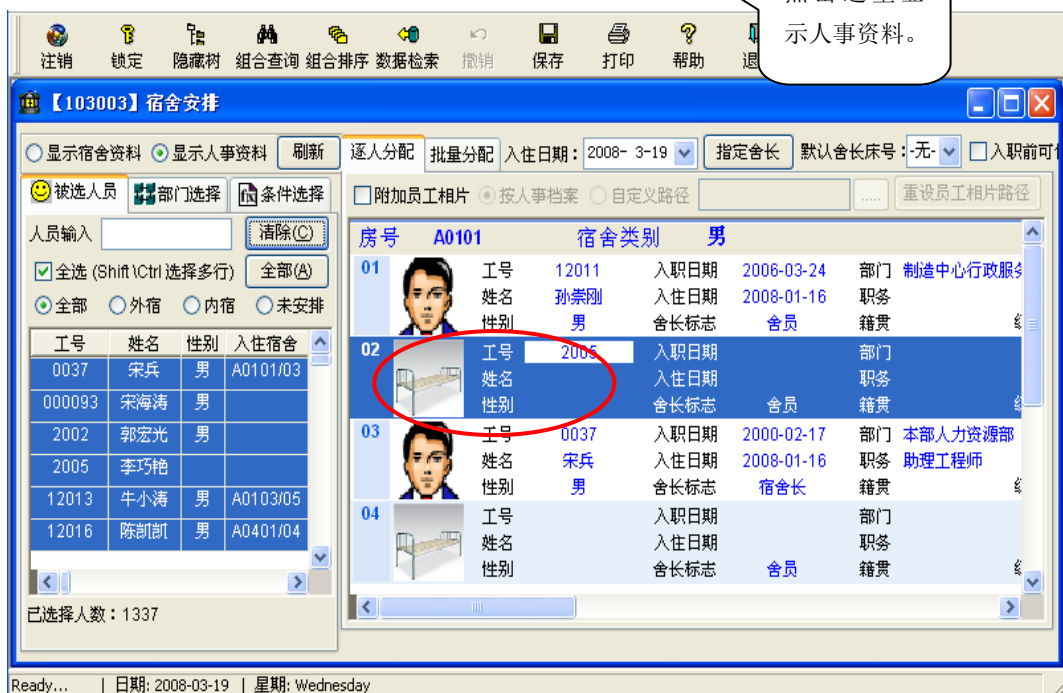 示人事资料。
注销 锁定 隐藏树 组合查询 组合排序 数据检索 撤销 保存 打印 帮助
【103003】宿舍安排
显示宿舍资料 显示人事资料 刷新 逐人分配 批量分配 入住日期：2008- 3-19 指定舍长 默认舍长床号：-无- 入职前可
被选人员 部门选择 条件选择 附加员工相片 按人事档案 自定义路径 ..... 重设员工相片路径
人员输入 清除(C)
全选 (Shift\Ctrl 选择多行) 全部(A)
全部 外宿 内宿 未安排
工号 姓名 性别 入住宿舍
0037 宋兵 男 A0101/03
000093 宋海涛 男
2002 郭宏光 男
2005 李巧艳
12013 牛小涛 男 A0103/05
12016 陈凯凯 男 A0401/04
已选择人数：1337
房号 A0101 宿舍类别 男
01 工号 12011 入职日期 2006-03-24 部门 制造中心行政服
姓名 孙崇刚 入住日期 2008-01-16 职务
性别 男 舍长标志 舍员 籍贯
02 工号 2005 入职日期 部门
姓名 入住日期 职务
性别 舍长标志 舍员 籍贯
03 工号 0037 入职日期 2000-02-17 部门 本部人力资源部
姓名 宋兵 入住日期 2008-01-16 职务 助理工程师
性别 男 舍长标志 宿舍长 籍贯
04 工号 入职日期 部门
姓名 入住日期 职务
性别 舍长标志 舍员 籍贯
Ready... | 日期: 2008-03-19 | 星期: Wednesday